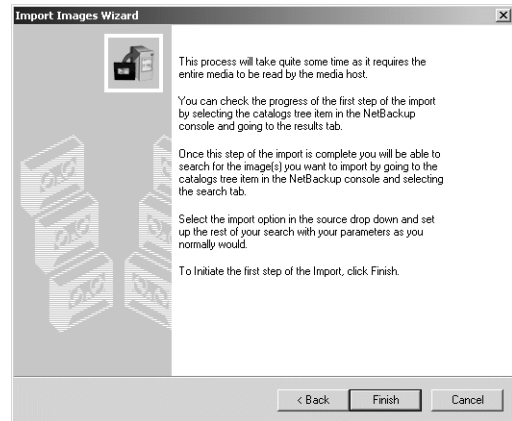 Import Images Wizard
This process will take quite some time as it requires the
entire media to be read by the media host.
You can check the progress of the first step of the import
by selecting the catalogs tree item in the NetBackup
console and going to the results tab.
Once this step of the import is complete you will be able to
search for the image(s) you want to import by going to the
catalogs tree item in the NetBackup console and selecting
the search tab.
Select the import option in the source drop down and set
up the rest of your search with your parameters as you
normally would.
To Initiate the first step of the Import, click Finish.
< Back
Finish
Cancel